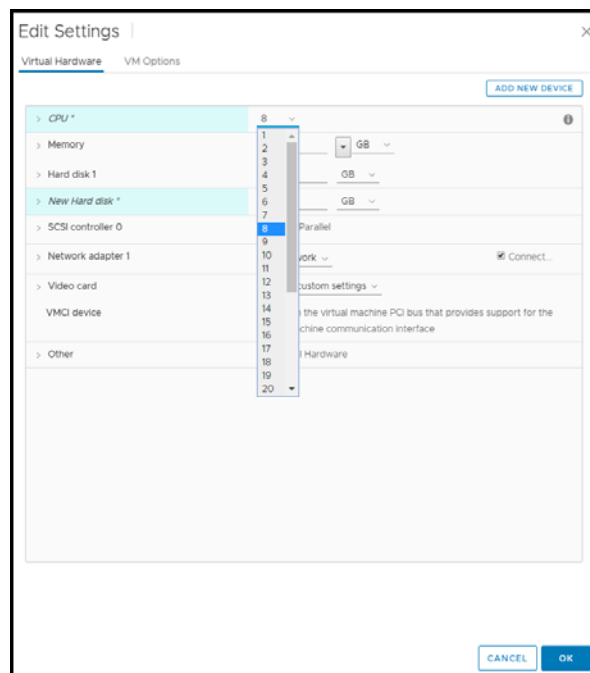 Edit Settings
Virtual Hardware VM Options
ADD NEW DEVICE
CPU * 8
Memory GB
Hard disk 1 GB
New Hard disk * GB
SCSI controller 0 Parallel
Network adapter 1 work Connect...
Video card custom settings
VMCI device n the virtual machine PCI bus that provides support for the
chine communication interface
Other l Hardware
1
2
3
4
5
6
7
8
9
10
11
12
13
14
15
16
17
18
19
20
CANCEL OK